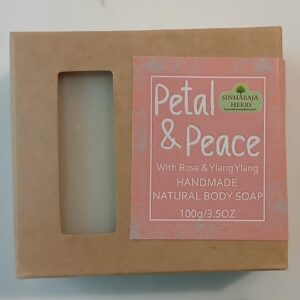 Petal
SINHARAJA
HERBS
& Peace
With Rose & Ylang Ylang
HANDMADE
NATURAL BODY SOAP
100g/3.5OZ